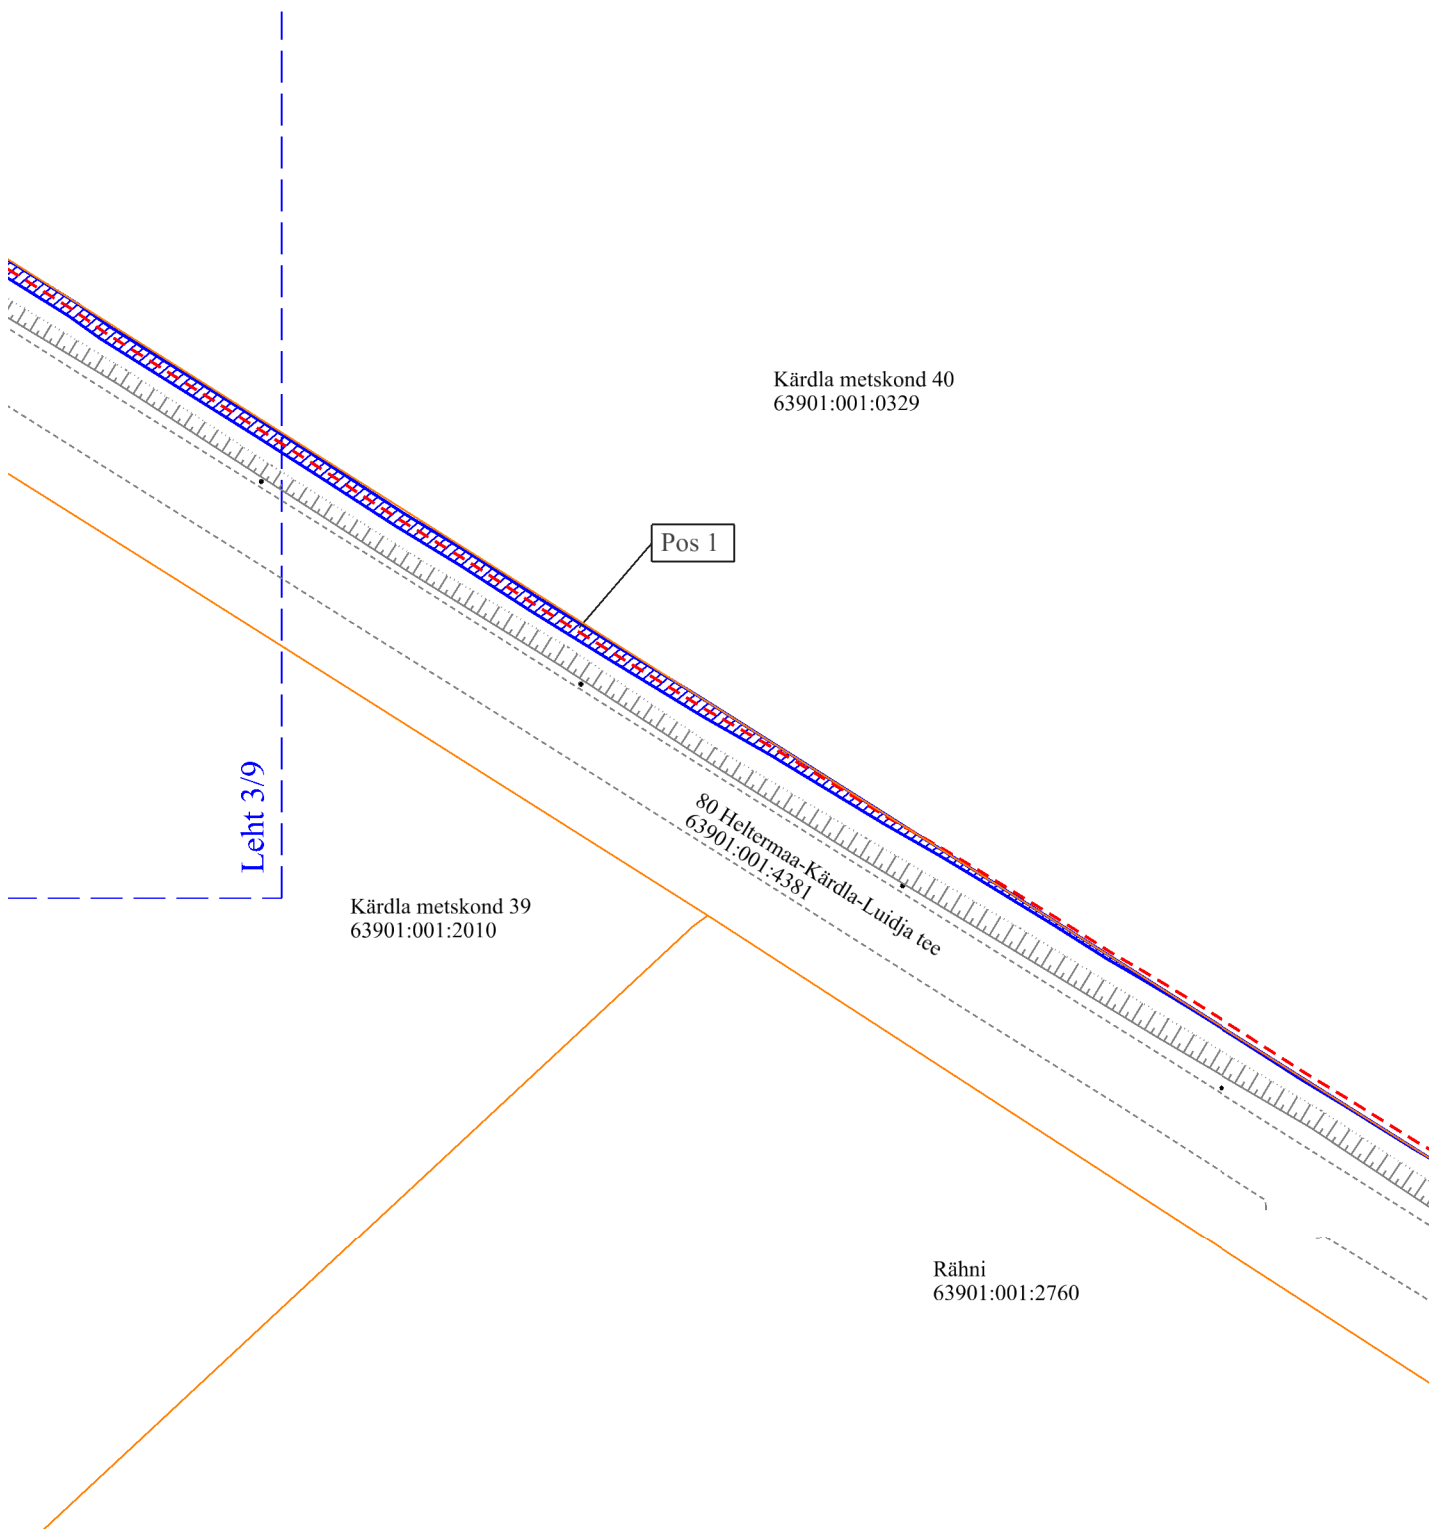 Kärdla metskond 40
63901:001:0329
Pos 1
Leht 3/9
80 Heltermaa-Kärdla-Luidja tee
63901:001:4381
Kärdla metskond 39
63901:001:2010
Rähni
63901:001:2760